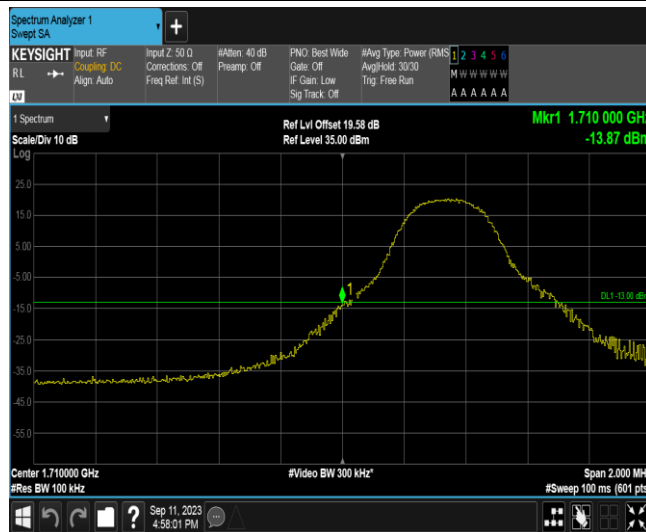 Spectrum Analyzer 1
Swept SA
+
KEYSIGHT
RL
LXI
Input: RF
Coupling: DC
Align: Auto
Input Z: 50 Ω
Corrections: Off
Freq Ref: Int (S)
#Atten: 40 dB
Preamp: Off
PNO: Best Wide
Gate: Off
IF Gain: Low
Sig Track: Off
#Avg Type: Power (RMS
Avg|Hold: 30/30
Trig: Free Run
1 2 3 4 5 6
M W W W W W
A A A A A A
1 Spectrum
Scale/Div 10 dB
Ref Lvl Offset 19.58 dB
Ref Level 35.00 dBm
Mkr1 1.710 000 GHz
-13.87 dBm
Log
25.0
15.0
5.00
-5.00
-15.0
-25.0
-35.0
-45.0
-55.0
1
DL1 -13.00 dBm
Center 1.710000 GHz
#Res BW 100 kHz
#Video BW 300 kHz*
Span 2.000 MH
#Sweep 100 ms (601 pts
?
Sep 11, 2023
4:58:01 PM